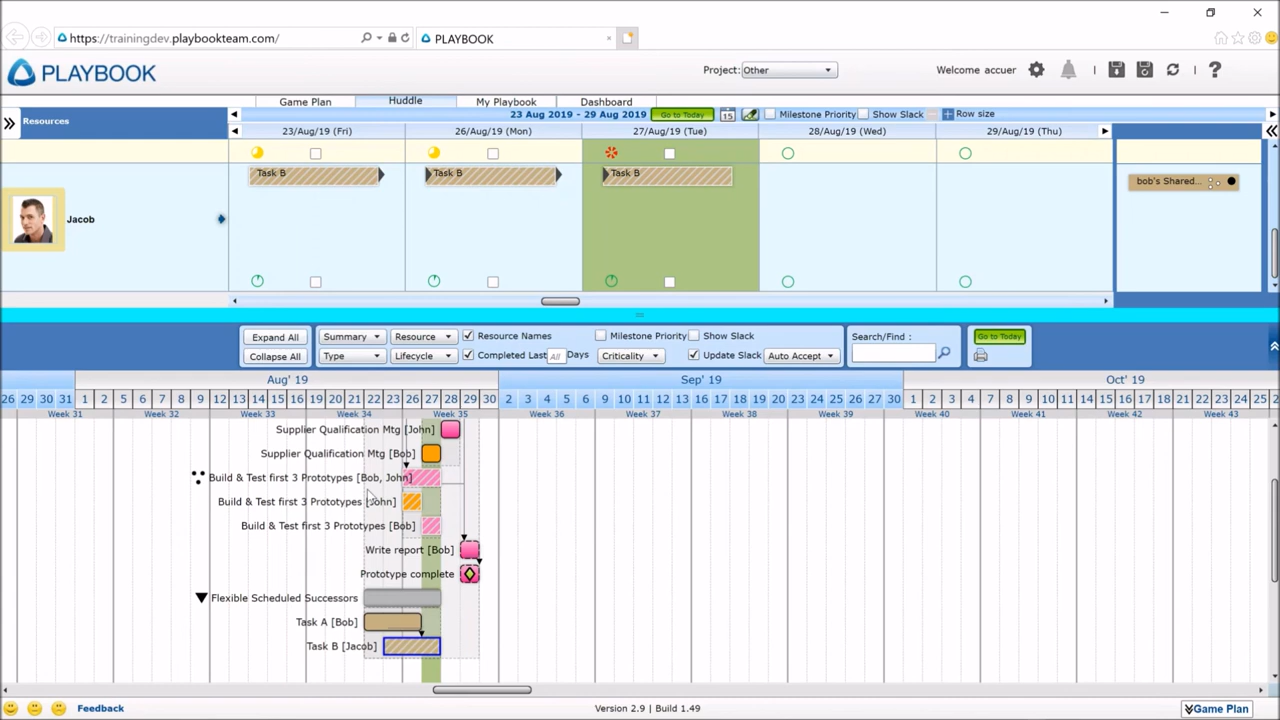 https://trainingdev.playbookteam.com/
PLAYBOOK
PLAYBOOK
Project: Other
Welcome accuer
Game Plan Huddle My Playbook Dashboard
Resources
23 Aug 2019 - 29 Aug 2019 Go to Today 15 Milestone Priority Show Slack Row size
23/Aug/19 (Fri) 26/Aug/19 (Mon) 27/Aug/19 (Tue) 28/Aug/19 (Wed) 29/Aug/19 (Thu)
Task B Task B Task B
bob's Shared...
Jacob
Expand All Summary Resource Resource Names Milestone Priority Show Slack Search/Find : Go to Today
Collapse All Type Lifecycle Completed Last All Days Criticality Update Slack Auto Accept
Aug' 19 Sep' 19 Oct' 19
26 29 30 31 1 2 5 6 7 8 9 12 13 14 15 16 19 20 21 22 23 26 27 28 29 30 2 3 4 5 6 9 10 11 12 13 16 17 18 19 20 23 24 25 26 27 30 1 2 3 4 7 8 9 10 11 14 15 16 17 18 21 22 23 24 25
Week 31 Week 32 Week 33 Week 34 Week 35 Week 36 Week 37 Week 38 Week 39 Week 40 Week 41 Week 42 Week 43
Supplier Qualification Mtg [John]
Supplier Qualification Mtg [Bob]
Build & Test first 3 Prototypes [Bob, John]
Build & Test first 3 Prototypes [John]
Build & Test first 3 Prototypes [Bob]
Write report [Bob]
Prototype complete
Flexible Scheduled Successors
Task A [Bob]
Task B [Jacob]
Feedback
Version 2.9 | Build 1.49
Game Plan